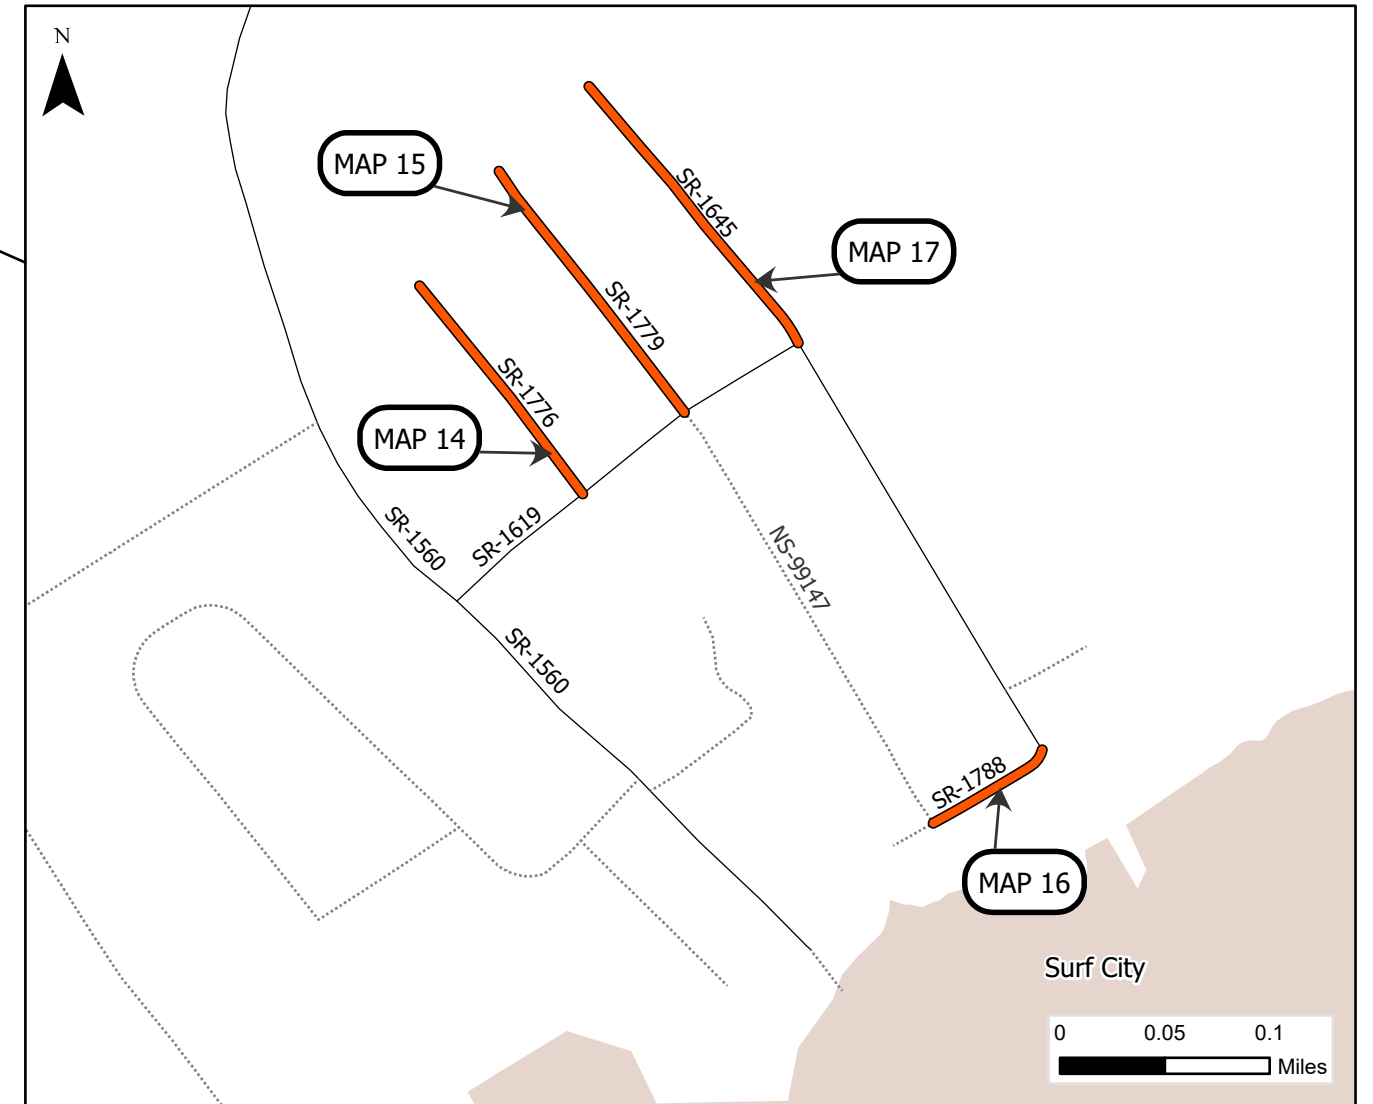 N
MAP 15
SR-1645
MAP 17
SR-1779
SR-1776
MAP 14
SR-1560
SR-1619
NS-99147
SR-1560
SR-1788
MAP 16
Surf City
0 0.05 0.1
Miles